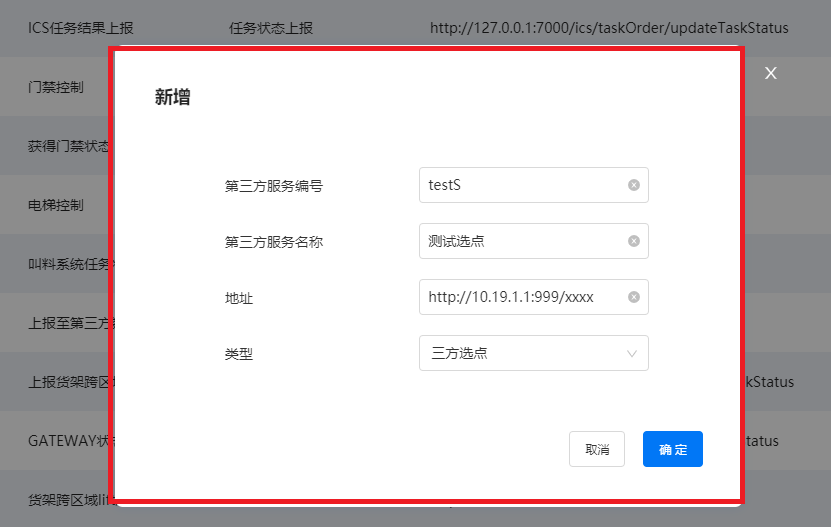 ICS任务结果上报 任务状态上报 http://127.0.0.1:7000/ics/taskOrder/updateTaskStatus
门禁控制
X
新增
获得门禁状态
第三方服务编号 testS
电梯控制
第三方服务名称 测试选点
叫料系统任务
地址 http://10.19.1.1:999/xxxx
上报至第三方
类型 三方选点
上报货架跨区 kStatus
GATEWAY状 tatus
取消 确定
货架跨区域lif